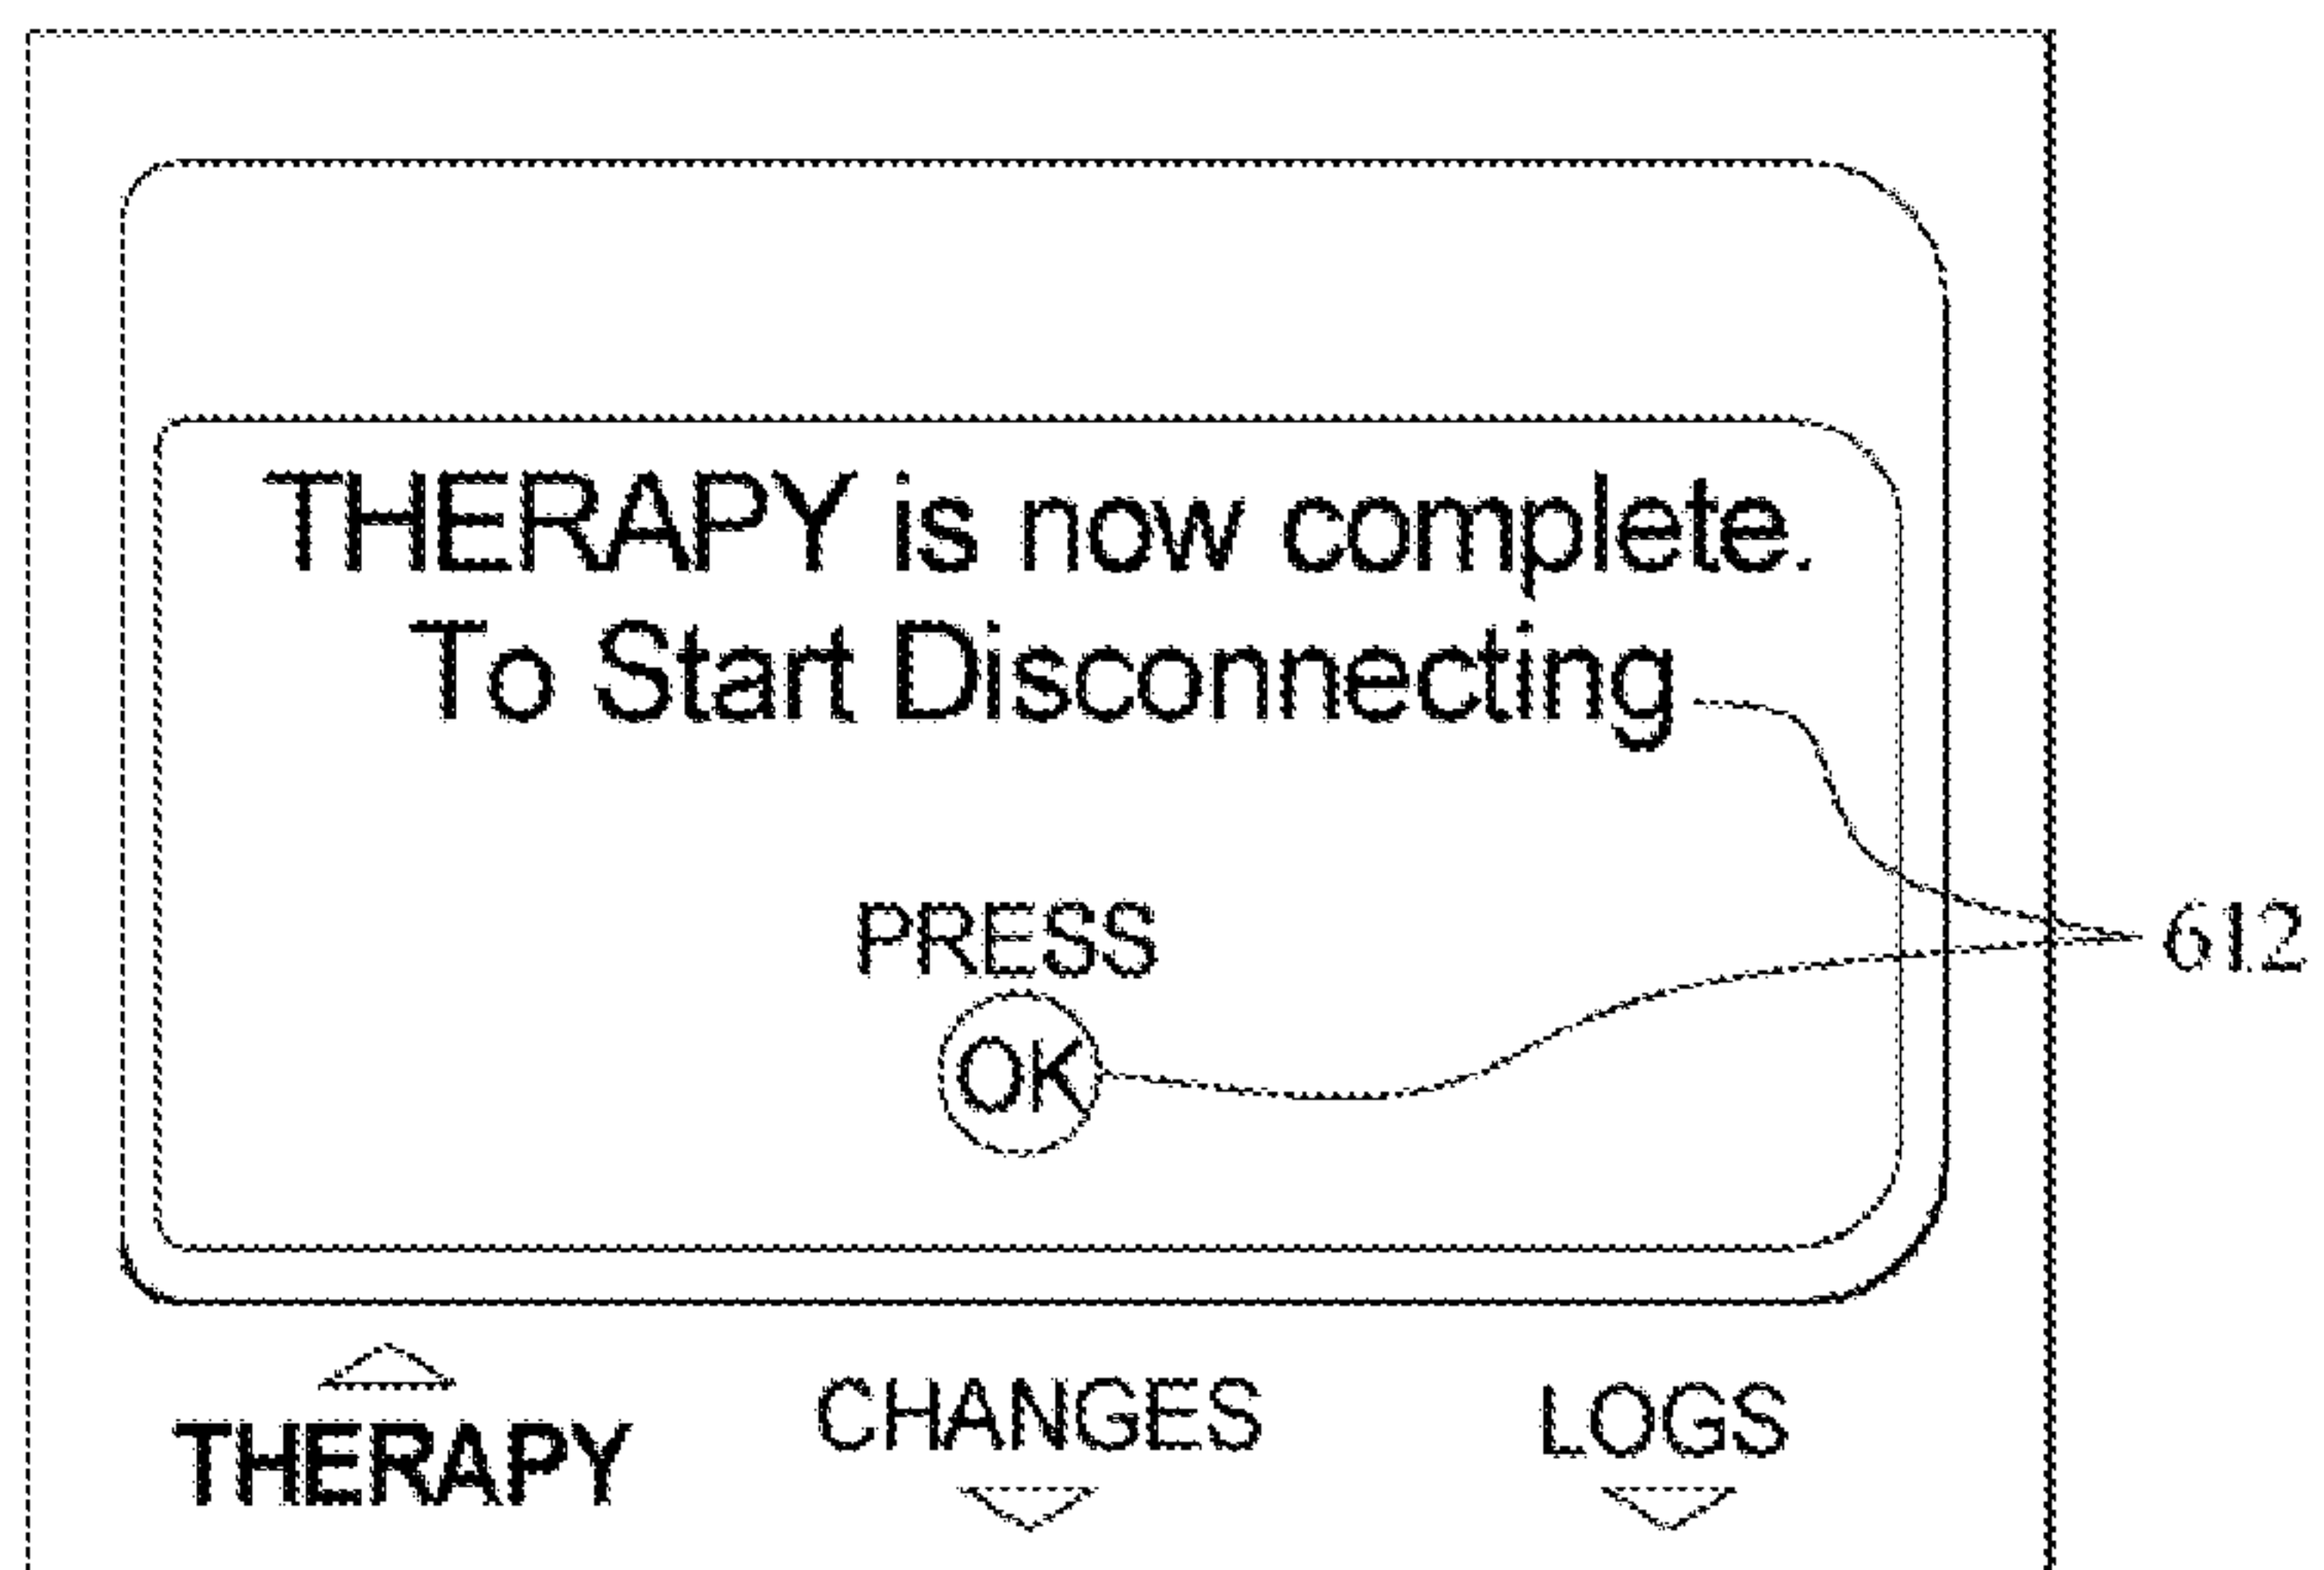 THERAPY is now complete.
To Start Disconnecting
PRESS
612
OK
THERAPY
CHANGES
LOGS